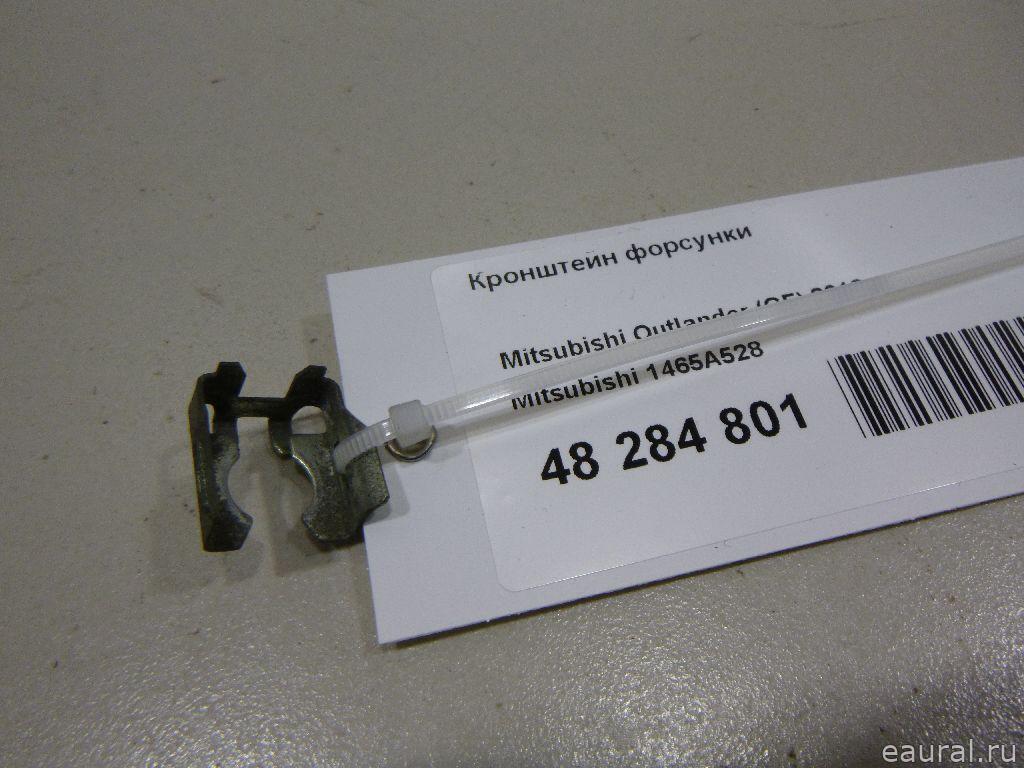 Кронштейн форсунки
Mitsubishi Outlander
Mitsubishi 1465A528
48 284 801
eaural.ru